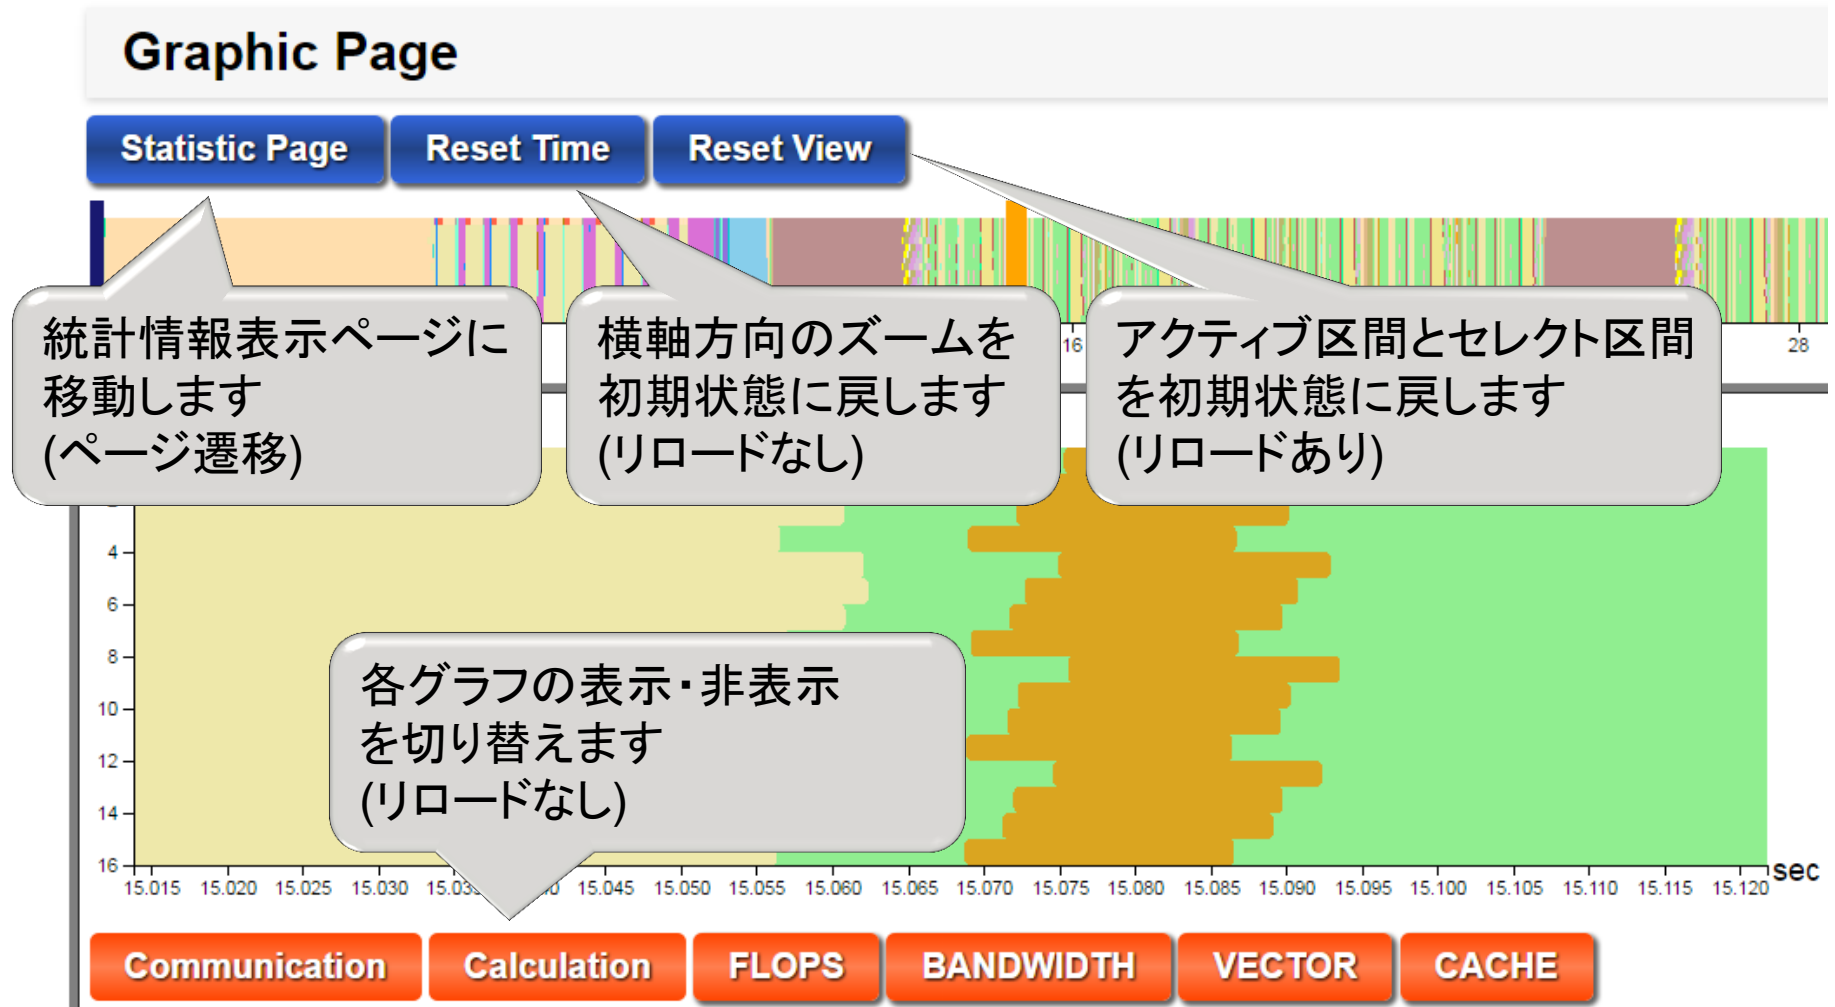 Graphic Page
Statistic Page
Reset Time
Reset View
統計情報表示ページに
移動します
(ページ遷移)
横軸方向のズームを
初期状態に戻します
(リロードなし)
16
アクティブ区間とセレクト区間
を初期状態に戻します
(リロードあり)
28
4
6
8
10
12
14
16
各グラフの表示・非表示
を切り替えます
(リロードなし)
15.015 15.020 15.025 15.030 15.045 15.050 15.055 15.060 15.065 15.070 15.075 15.080 15.085 15.090 15.095 15.100 15.105 15.110 15.115 15.120 sec
Communication
Calculation
FLOPS
BANDWIDTH
VECTOR
CACHE